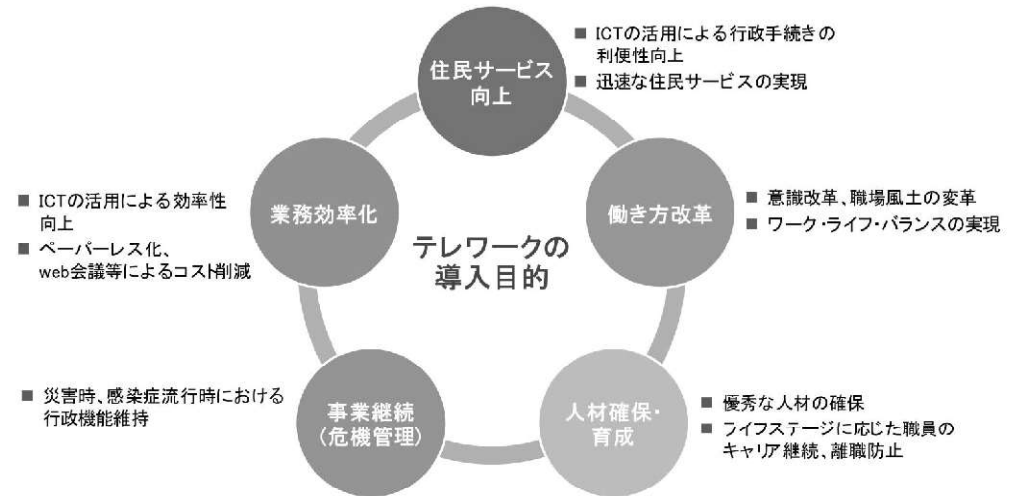 住民サービス
向上
■ ICTの活用による行政手続きの
利便性向上
■ 迅速な住民サービスの実現
働き方改革
■ 意識改革、職場風土の変革
■ ワーク・ライフ・バランスの実現
人材確保・
育成
■ 優秀な人材の確保
■ ライフステージに応じた職員の
キャリア継続、離職防止
事業継続
(危機管理)
■ 災害時、感染症流行時における
行政機能維持
業務効率化
■ ICTの活用による効率性
向上
■ ペーパーレス化、
web会議等によるコスト削減
テレワークの
導入目的